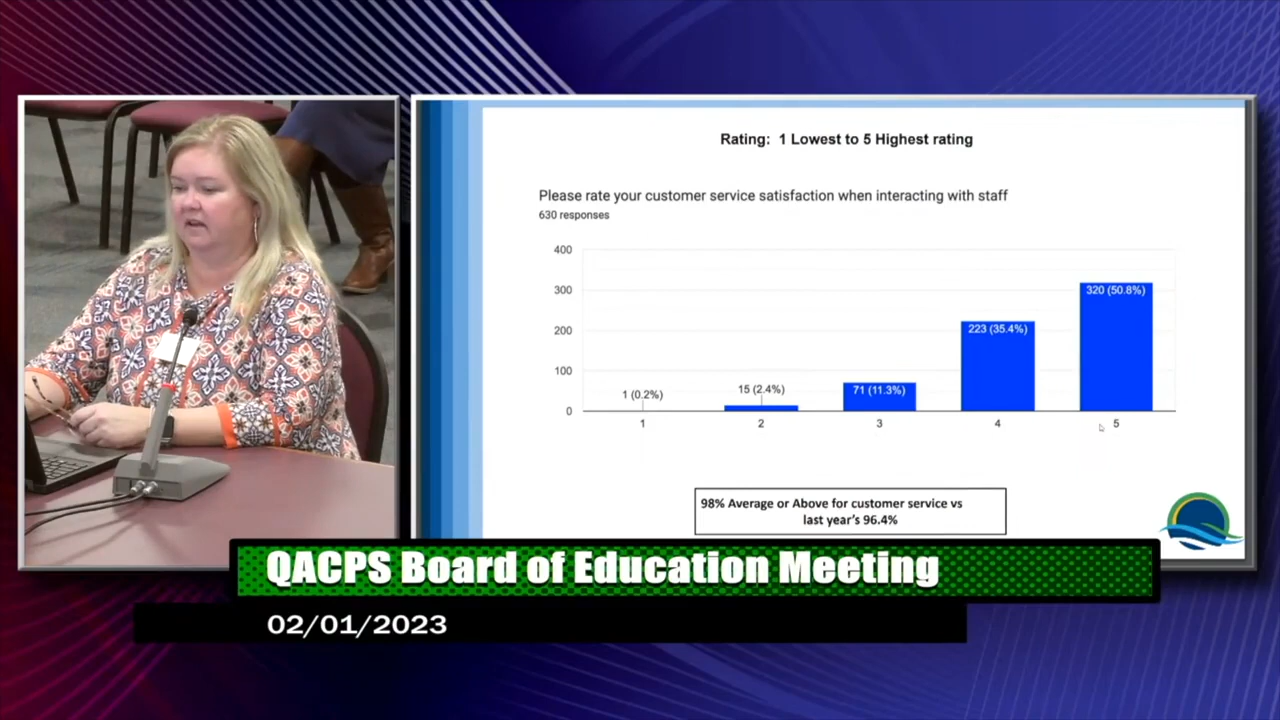 Rating: 1 Lowest to 5 Highest rating
Please rate your customer service satisfaction when interacting with staff
630 responses
400
300
200
100
0
1 (0.2%)
15 (2.4%)
71 (11.3%)
223 (35.4%)
320 (50.8%)
1
2
3
4
5
98% Average or Above for customer service vs
last year's 96.4%
QACPS Board of Education Meeting
02/01/2023